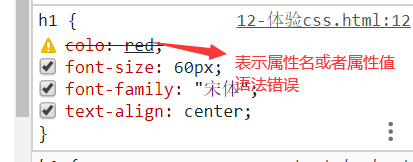 h1 {
12-体验css.html:12
colo: red;
表示属性名或者属性值
语法错误
font-size: 60px;
font-family: "宋体";
text-align: center;
}